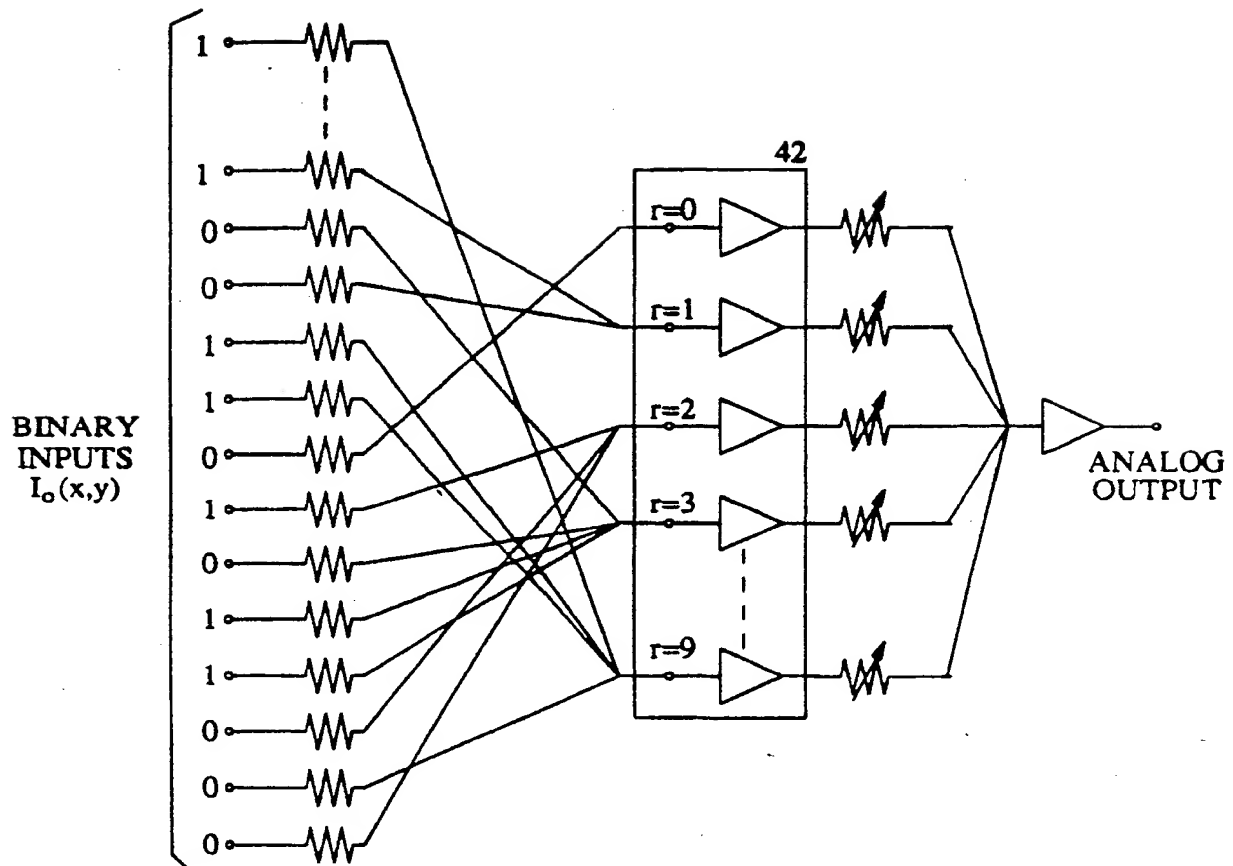 1
1
0
0
1
1
0
1
0
1
1
0
0
0
BINARY
INPUTS
I₀(x,y)
42
r=0
r=1
r=2
r=3
r=9
ANALOG
OUTPUT